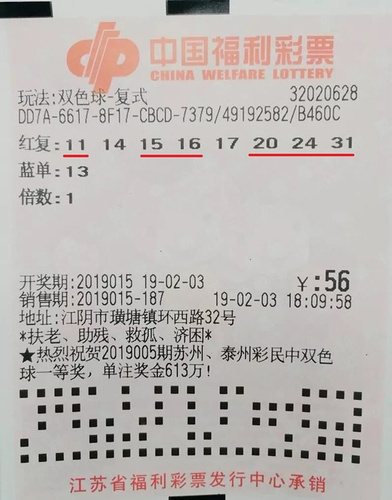 中国福利彩票
CHINA WELFARE LOTTERY
玩法:双色球-复式 32020628
DD7A-6617-8F17-CBCD-7379/49192582/B460C
红复: 11 14 15 16 17 20 24 31
蓝单: 13
倍数: 1
开奖期:2019015 19-02-03 ¥:56
销售期:2019015-187 19-02-03 18:09:58
地址:江阴市璜塘镇环西路32号
*扶老、助残、救孤、济困*
★热烈祝贺2019005期苏州、泰州彩民中双色
球一等奖，单注奖金613万!
江苏省福利彩票发行中心承销